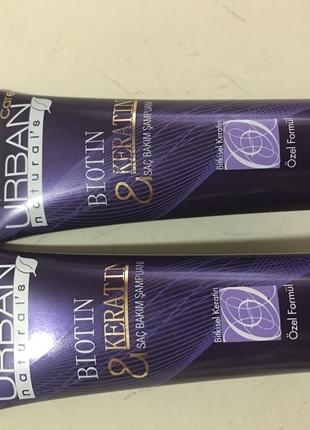 Care
URBAN
natural's
BIOTIN
& KERATIN
SAÇ BAKIM ŞAMPUANI
Bitkisel Keratin
Özel Formül
URBAN
natural's
BIOTIN
& KERATIN
SAÇ BAKIM ŞAMPUANI
Bitkisel Keratin
Özel Formül